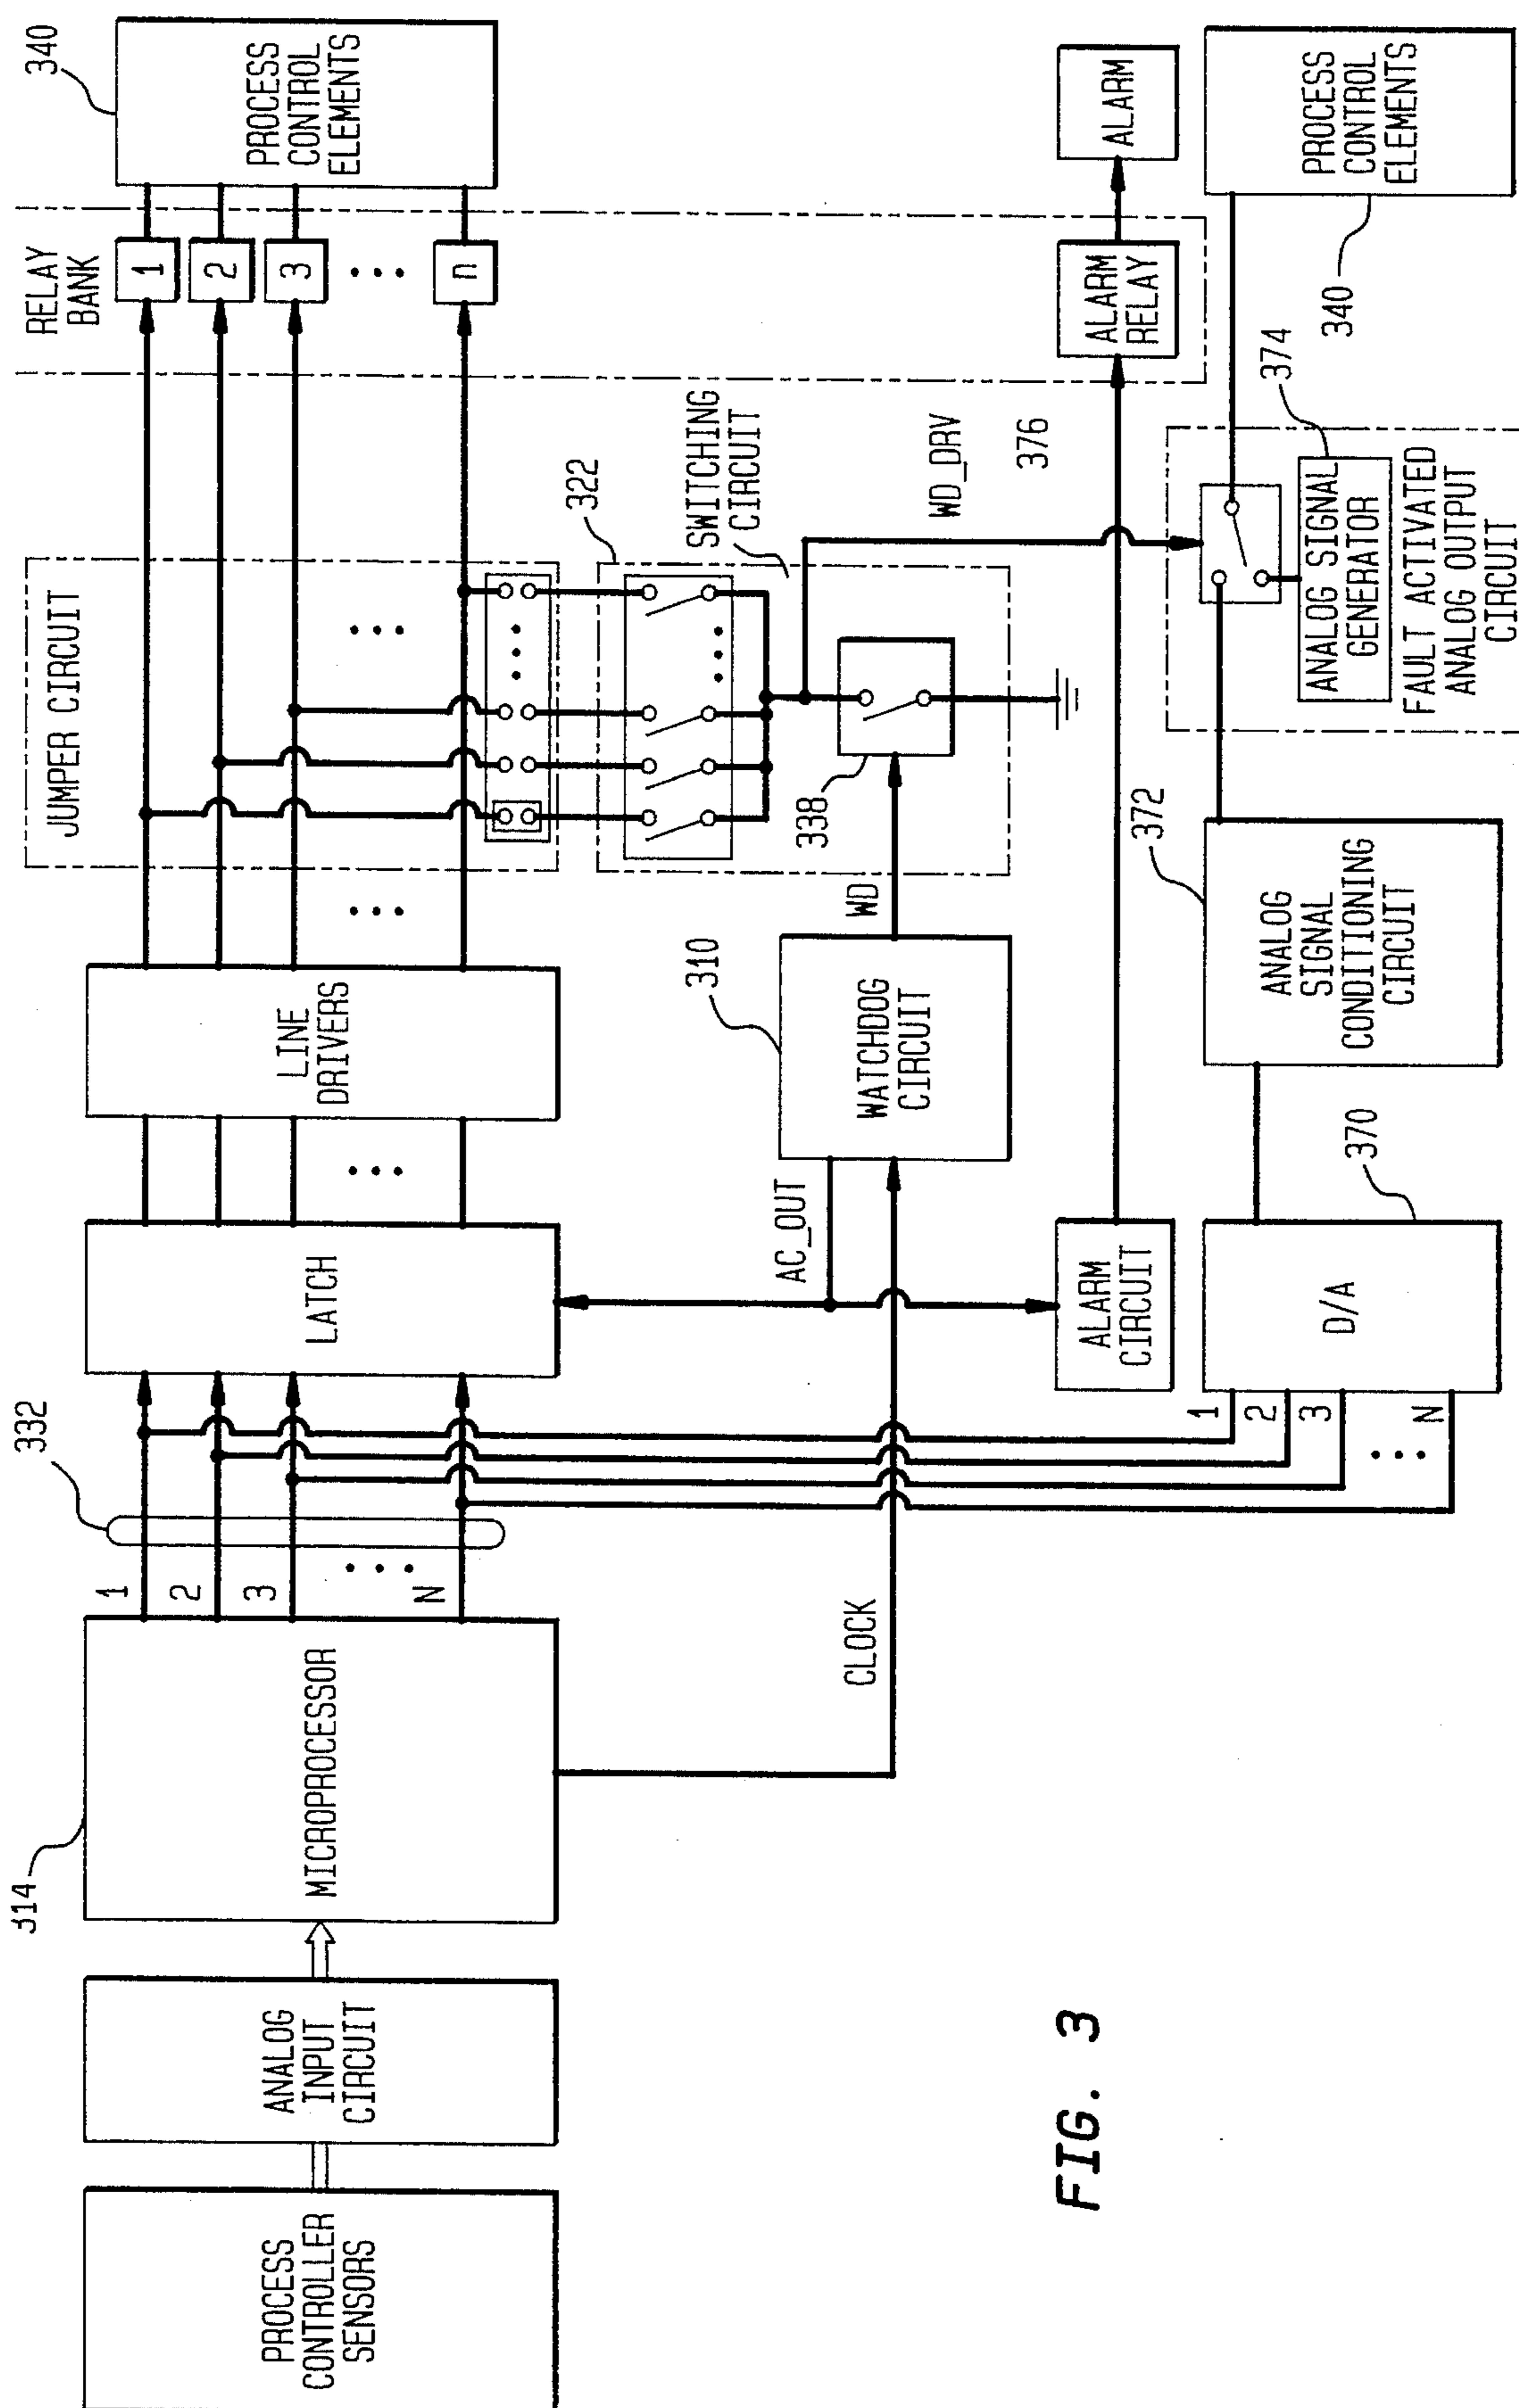 PROCESS
CONTROLLER
SENSORS
ANALOG
INPUT
CIRCUIT
314
MICROPROCESSOR
1
2
3
N
332
CLOCK
LATCH
AC_OUT
LINE
DRIVERS
310
WATCHDOG
CIRCUIT
WD
JUMPER CIRCUIT
322
338
SWITCHING
CIRCUIT
WD_DRV
376
RELAY
BANK
1
2
3
n
340
PROCESS
CONTROL
ELEMENTS
ALARM
CIRCUIT
ALARM
RELAY
ALARM
1
2
3
N
370
D/A
372
ANALOG
SIGNAL
CONDITIONING
CIRCUIT
374
ANALOG SIGNAL
GENERATOR
FAULT ACTIVATED
ANALOG OUTPUT
CIRCUIT
340
PROCESS
CONTROL
ELEMENTS
FIG. 3